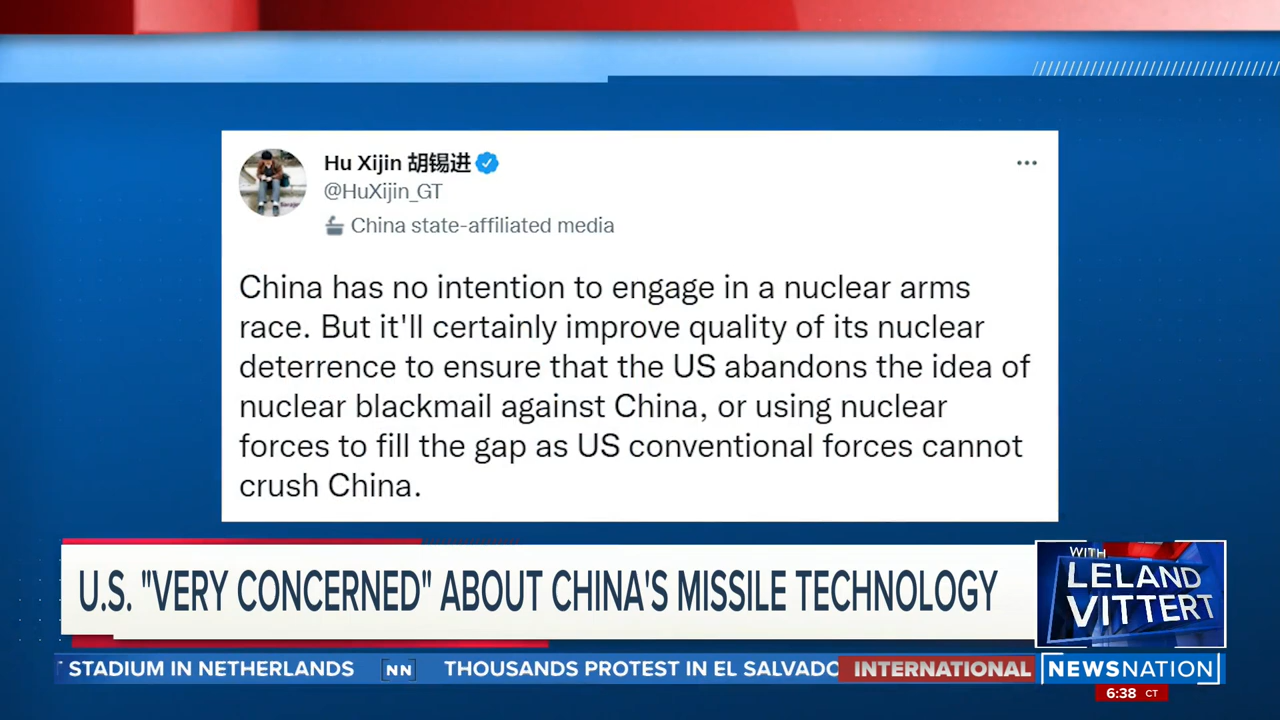 Hu Xijin 胡锡进
@HuXijin_GT
China state-affiliated media
China has no intention to engage in a nuclear arms
race. But it'll certainly improve quality of its nuclear
deterrence to ensure that the US abandons the idea of
nuclear blackmail against China, or using nuclear
forces to fill the gap as US conventional forces cannot
crush China.
U.S. "VERY CONCERNED" ABOUT CHINA'S MISSILE TECHNOLOGY
WITH
LELAND
VITTERT
STADIUM IN NETHERLANDS NN THOUSANDS PROTEST IN EL SALVADO INTERNATIONAL NEWSNATION
6:38 CT